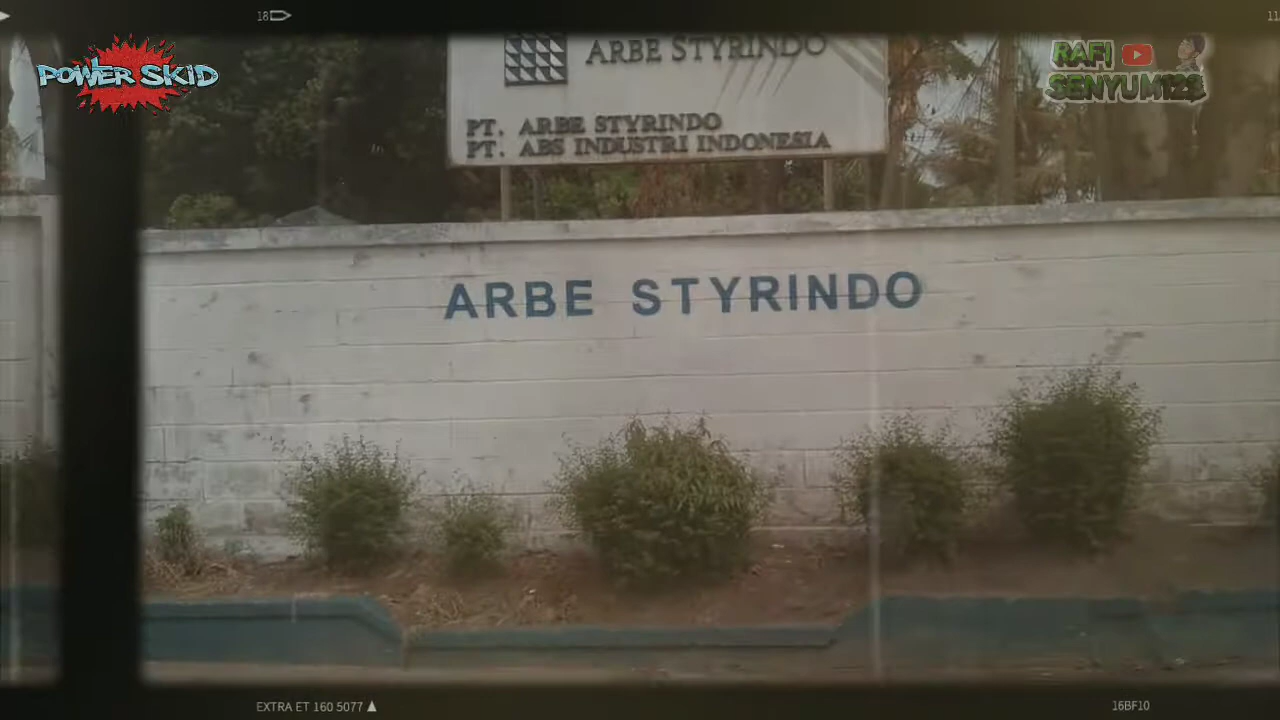 18
11
POWER SKID
RAFI
SENYUM123
ARBE STYRINDO
PT. ARBE STYRINDO
PT. ABS INDUSTRI INDONESIA
ARBE STYRINDO
EXTRA ET 160 5077
16BF10